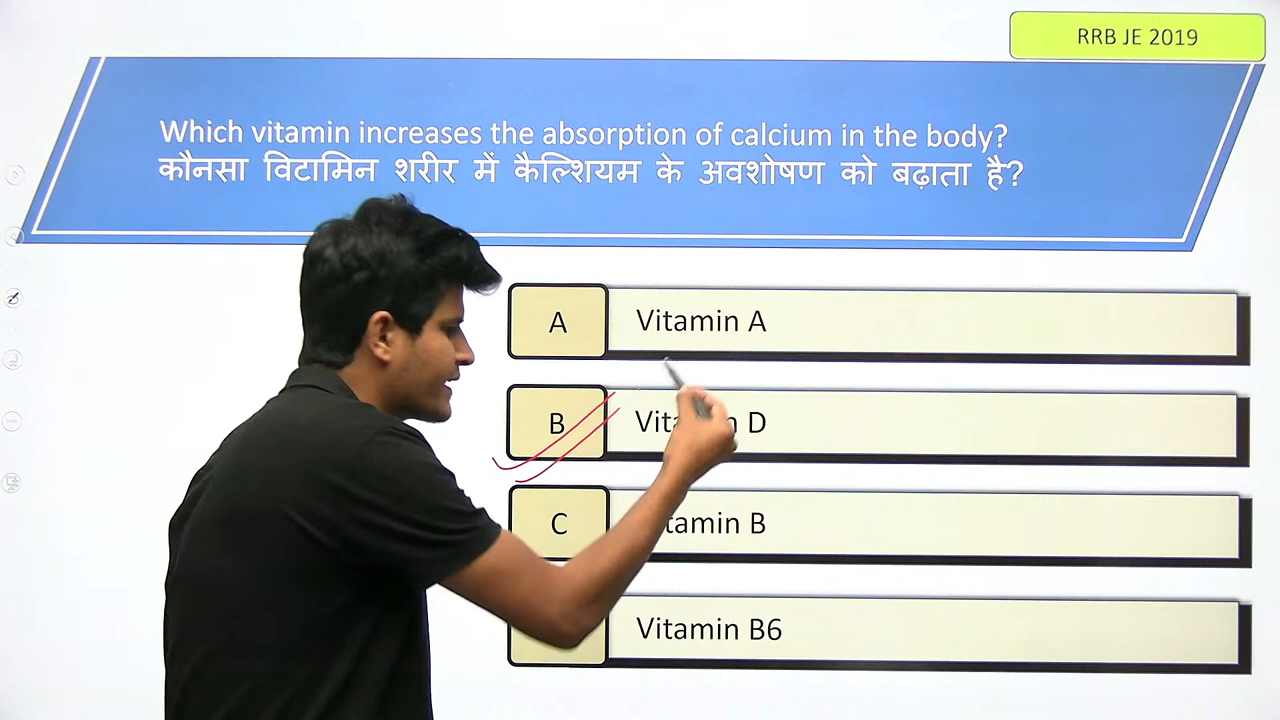 RRB JE 2019
Which vitamin increases the absorption of calcium in the body?
कौनसा विटामिन शरीर में कैल्शियम के अवशोषण को बढ़ाता है?
A Vitamin A
B D
C B
Vitamin B6